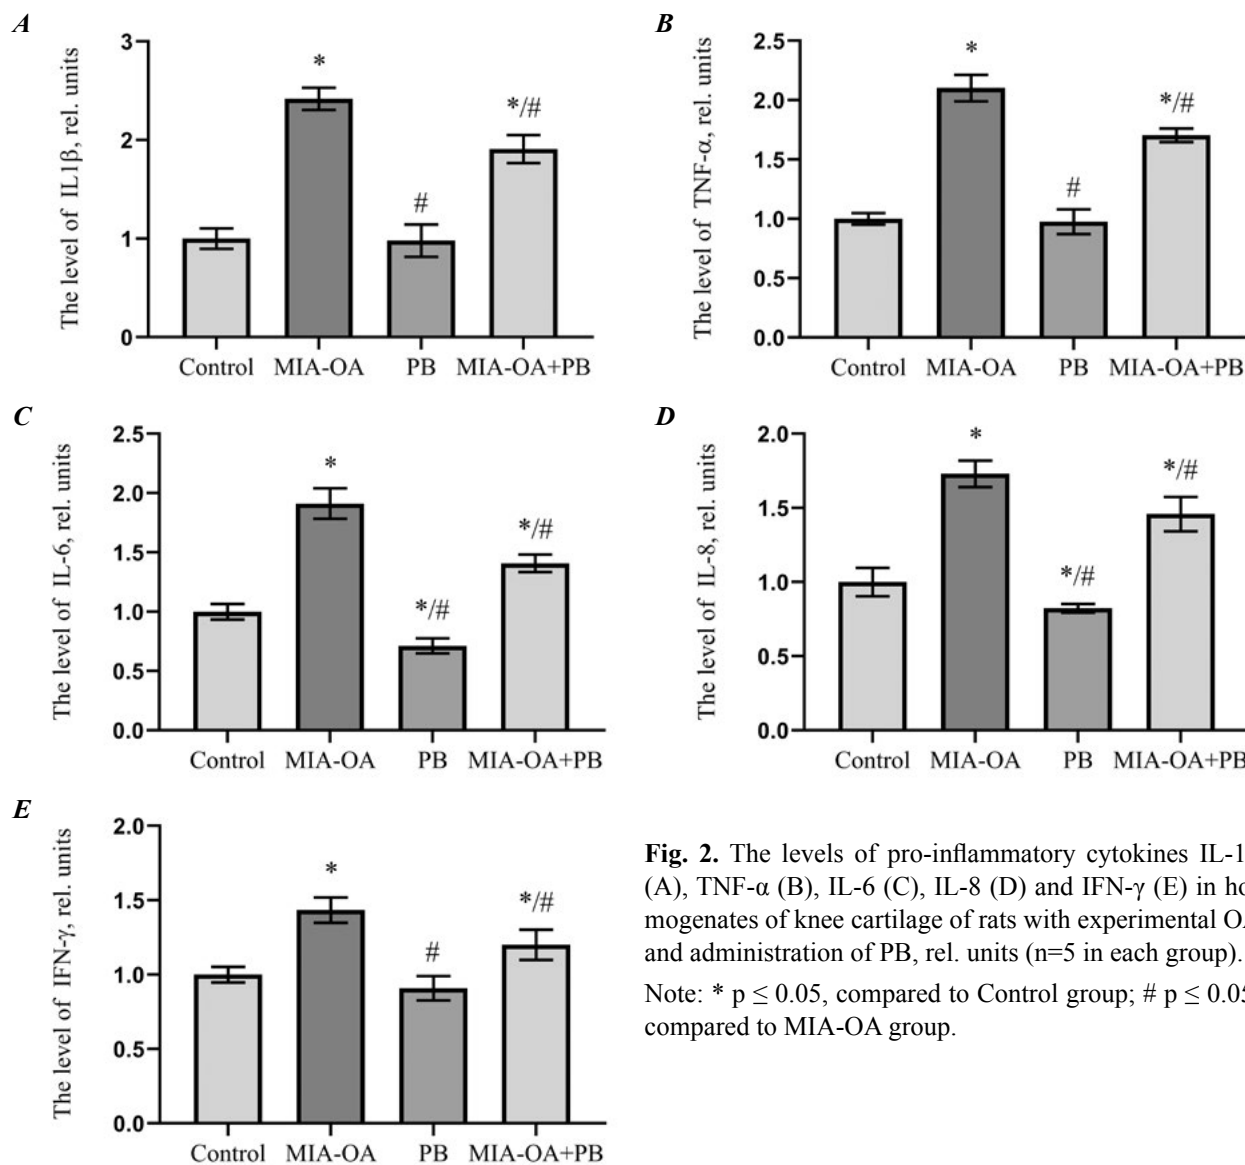 A
The level of IL1β, rel. units
3
2
1
0
*
#
*/#
Control MIA-OA PB MIA-OA+PB
B
The level of TNF-α, rel. units
2.5
2.0
1.5
1.0
0.5
0.0
*
#
*/#
Control MIA-OA PB MIA-OA+PB
C
The level of IL-6, rel. units
2.5
2.0
1.5
1.0
0.5
0.0
*
*/#
*/#
Control MIA-OA PB MIA-OA+PB
D
The level of IL-8, rel. units
2.0
1.5
1.0
0.5
0.0
*
*/#
*/#
Control MIA-OA PB MIA-OA+PB
E
The level of IFN-γ, rel. units
2.0
1.5
1.0
0.5
0.0
*
#
*/#
Control MIA-OA PB MIA-OA+PB
Fig. 2. The levels of pro-inflammatory cytokines IL-1
(A), TNF-α (B), IL-6 (C), IL-8 (D) and IFN-γ (E) in ho
mogenates of knee cartilage of rats with experimental OA
and administration of PB, rel. units (n=5 in each group).
Note: * p ≤ 0.05, compared to Control group; # p ≤ 0.05
compared to MIA-OA group.